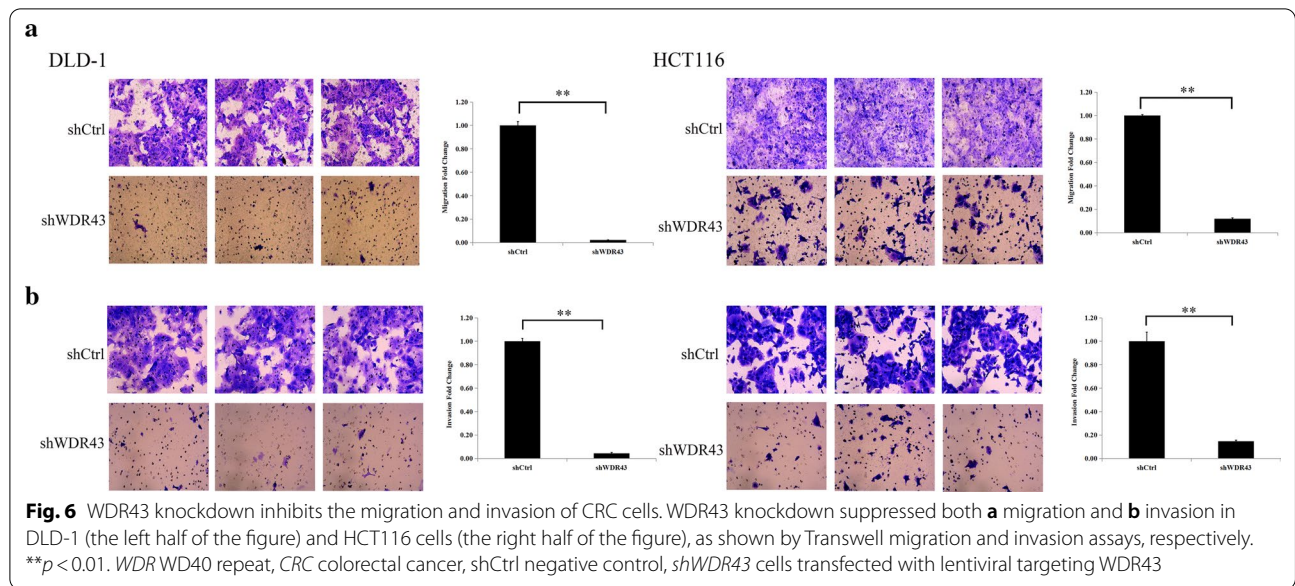 a
DLD-1
HCT116
shCtrl
shWDR43
Migration Fold Change
1.20
1.00
0.80
0.60
0.40
0.20
0.00
**
shCtrl
shWDR43
shCtrl
shWDR43
Migration Fold Change
1.20
1.00
0.80
0.60
0.40
0.20
0.00
**
shCtrl
shWDR43
b
shCtrl
shWDR43
Invasion Fold Change
1.20
1.00
0.80
0.60
0.40
0.20
0.00
**
shCtrl
shWDR43
shCtrl
shWDR43
Invasion Fold Change
1.20
1.00
0.80
0.60
0.40
0.20
0.00
**
shCtrl
shWDR43
Fig. 6 WDR43 knockdown inhibits the migration and invasion of CRC cells. WDR43 knockdown suppressed both a migration and b invasion in
DLD-1 (the left half of the figure) and HCT116 cells (the right half of the figure), as shown by Transwell migration and invasion assays, respectively.
**p < 0.01. WDR WD40 repeat, CRC colorectal cancer, shCtrl negative control, shWDR43 cells transfected with lentiviral targeting WDR43